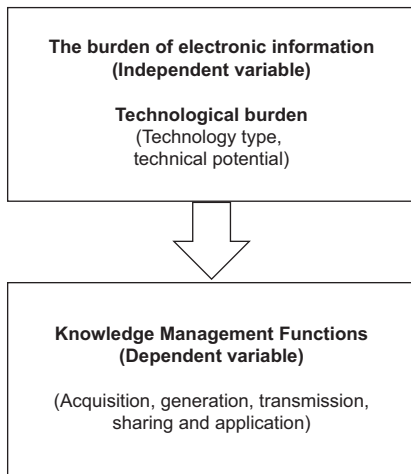 The burden of electronic information
(Independent variable)
Technological burden
(Technology type,
technical potential)
Knowledge Management Functions
(Dependent variable)
(Acquisition, generation, transmission,
sharing and application)